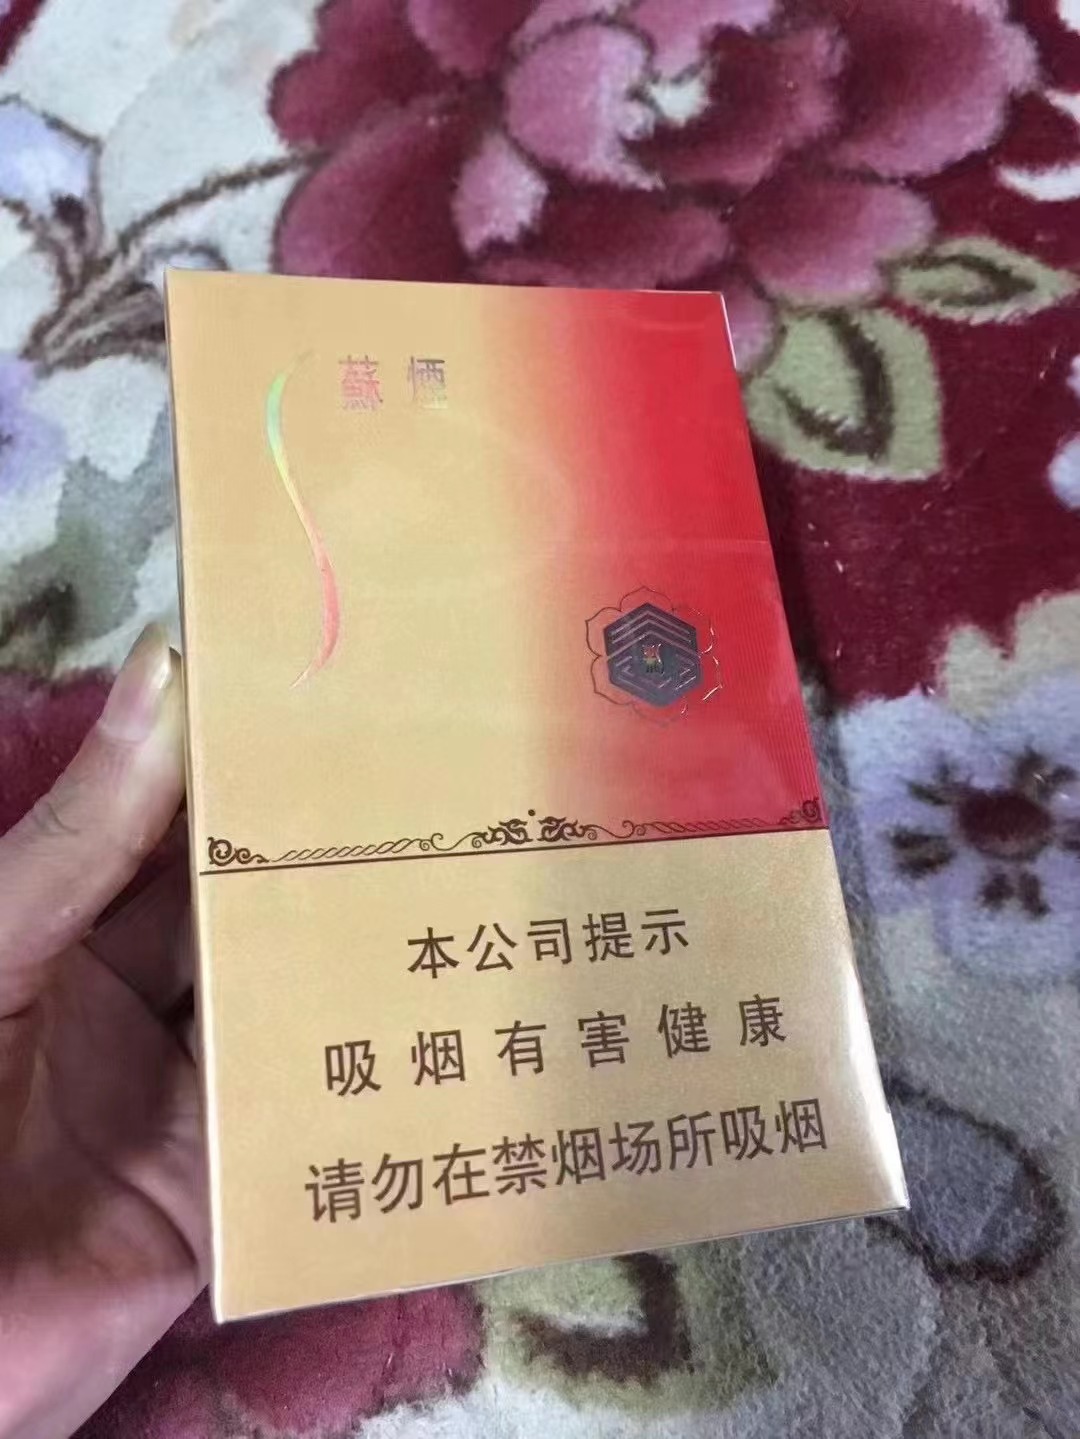 蘇煙
本公司提示
吸烟有害健康
请勿在禁烟场所吸烟